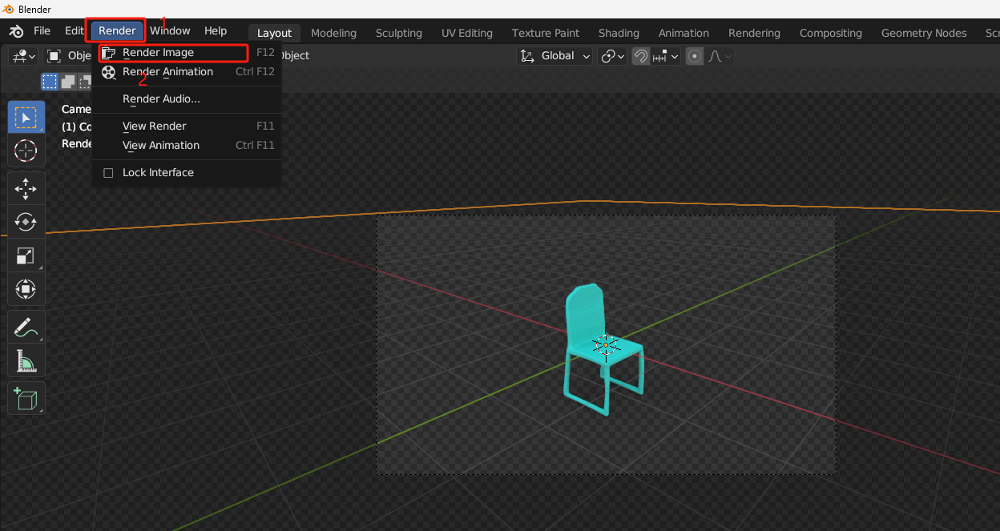 Blender
File Edit Render 1 Window Help Layout Modeling Sculpting UV Editing Texture Paint Shading Animation Rendering Compositing Geometry Nodes
Render Image F12
Obje Object Global
Render Animation Ctrl F12
2
Render Audio...
Came
View Render F11
(1) Co
View Animation Ctrl F11
Rende
Lock Interface